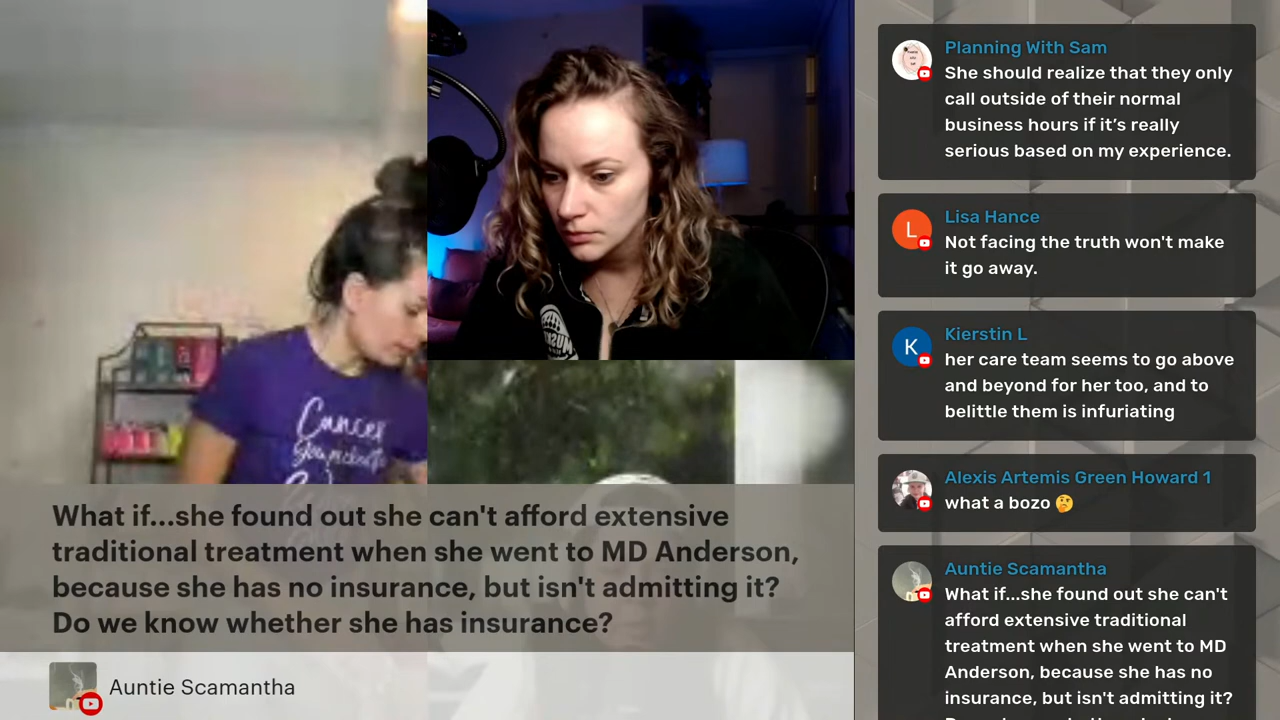 Planning With Sam
She should realize that they only
call outside of their normal
business hours if it’s really
serious based on my experience.
Lisa Hance
Not facing the truth won't make
it go away.
Kierstin L
her care team seems to go above
and beyond for her too, and to
belittle them is infuriating
Alexis Artemis Green Howard 1
what a bozo 🤔
Auntie Scamantha
What if...she found out she can't
afford extensive traditional
treatment when she went to MD
Anderson, because she has no
insurance, but isn't admitting it?
Cancer
What if...she found out she can't afford extensive
traditional treatment when she went to MD Anderson,
because she has no insurance, but isn't admitting it?
Do we know whether she has insurance?
Auntie Scamantha